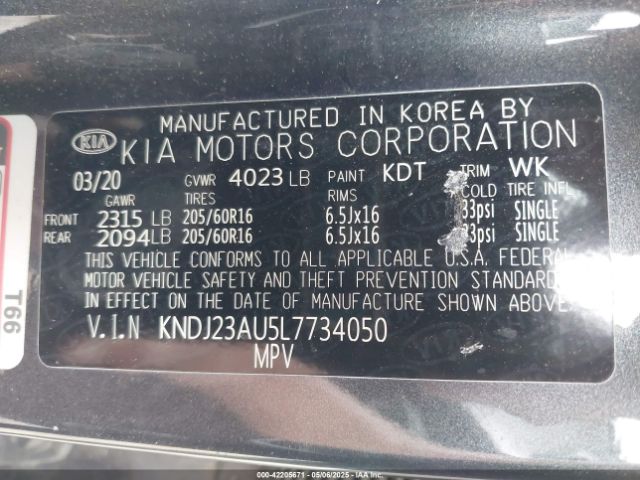 MANUFACTURED IN KOREA BY
KIA KIA MOTORS CORPORATION
03/20 GVWR 4023 LB PAINT KDT TRIM WK
GAWR TIRES RIMS COLD TIRE INFL
FRONT 2315 LB 205/60R16 6.5Jx16 33psi SINGLE
REAR 2094 LB 205/60R16 6.5Jx16 33psi SINGLE
THIS VEHICLE CONFORMS TO ALL APPLICABLE U.S.A. FEDERAL
MOTOR VEHICLE SAFETY AND THEFT PREVENTION STANDARD
IN EFFECT ON THE DATE OF MANUFACTURE SHOWN ABOVE
V.I.N KNDJ23AU5L7734050
MPV
T66
000-42205671 - 05/06/2025 - IAAI